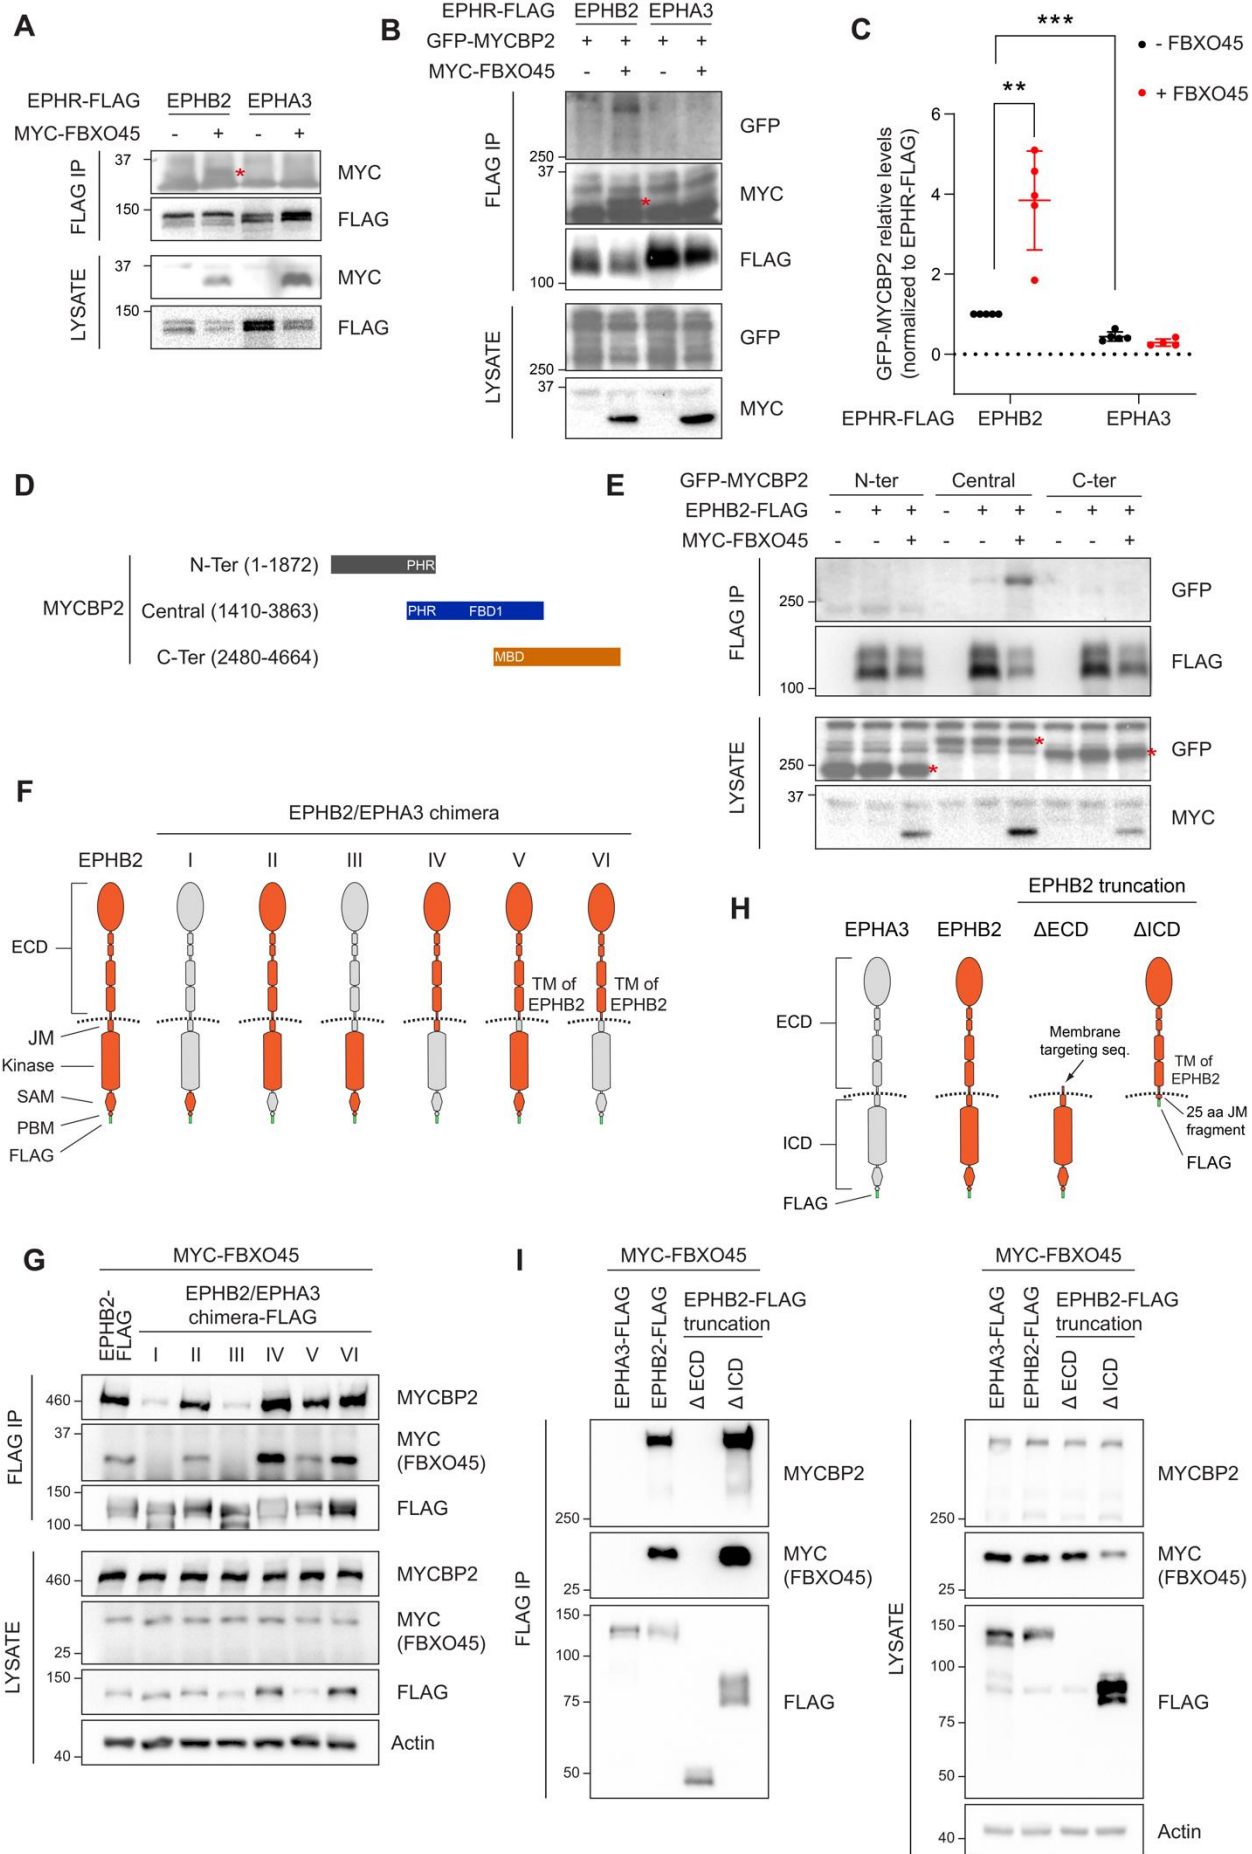 A
EPHR-FLAG EPHB2 EPHA3
MYC-FBXO45 - + - +
FLAG IP
37 MYC
150 FLAG
LYSATE
37 MYC
150 FLAG
B
EPHR-FLAG EPHB2 EPHA3
GFP-MYCBP2 + + + +
MYC-FBXO45 - + - +
FLAG IP
GFP
250
37
MYC
FLAG
100
LYSATE
GFP
250
37
MYC
C
***
**
- FBXO45
+ FBXO45
GFP-MYCBP2 relative levels
(normalized to EPHR-FLAG)
6
4
2
0
EPHR-FLAG EPHB2 EPHA3
D
MYCBP2
N-Ter (1-1872) PHR
Central (1410-3863) PHR FBD1
C-Ter (2480-4664) MBD
E
GFP-MYCBP2 N-ter Central C-ter
EPHB2-FLAG - + + - + + - + +
MYC-FBXO45 - - + - - + - - +
FLAG IP
GFP
250
FLAG
100
LYSATE
GFP
250
37
MYC
F
EPHB2/EPHA3 chimera
EPHB2 I II III IV V VI
ECD
TM of
EPHB2
TM of
EPHB2
JM
Kinase
SAM
PBM
FLAG
H
EPHB2 truncation
EPHA3 EPHB2 ΔECD ΔICD
ECD
Membrane
targeting seq.
TM of
EPHB2
25 aa JM
fragment
ICD
FLAG
FLAG
G
MYC-FBXO45
EPHB2-
FLAG
EPHB2/EPHA3
chimera-FLAG
I II III IV V VI
FLAG IP
460 MYCBP2
37 MYC
(FBXO45)
150
FLAG
100
LYSATE
460 MYCBP2
MYC
(FBXO45)
25
150
FLAG
Actin
40
I
MYC-FBXO45
EPHA3-FLAG
EPHB2-FLAG
EPHB2-FLAG
truncation
Δ ECD
Δ ICD
FLAG IP
MYCBP2
250
MYC
(FBXO45)
25
150
100
75
FLAG
50
MYC-FBXO45
EPHA3-FLAG
EPHB2-FLAG
EPHB2-FLAG
truncation
Δ ECD
Δ ICD
LYSATE
MYCBP2
250
MYC
(FBXO45)
25
150
100
FLAG
75
50
Actin
40